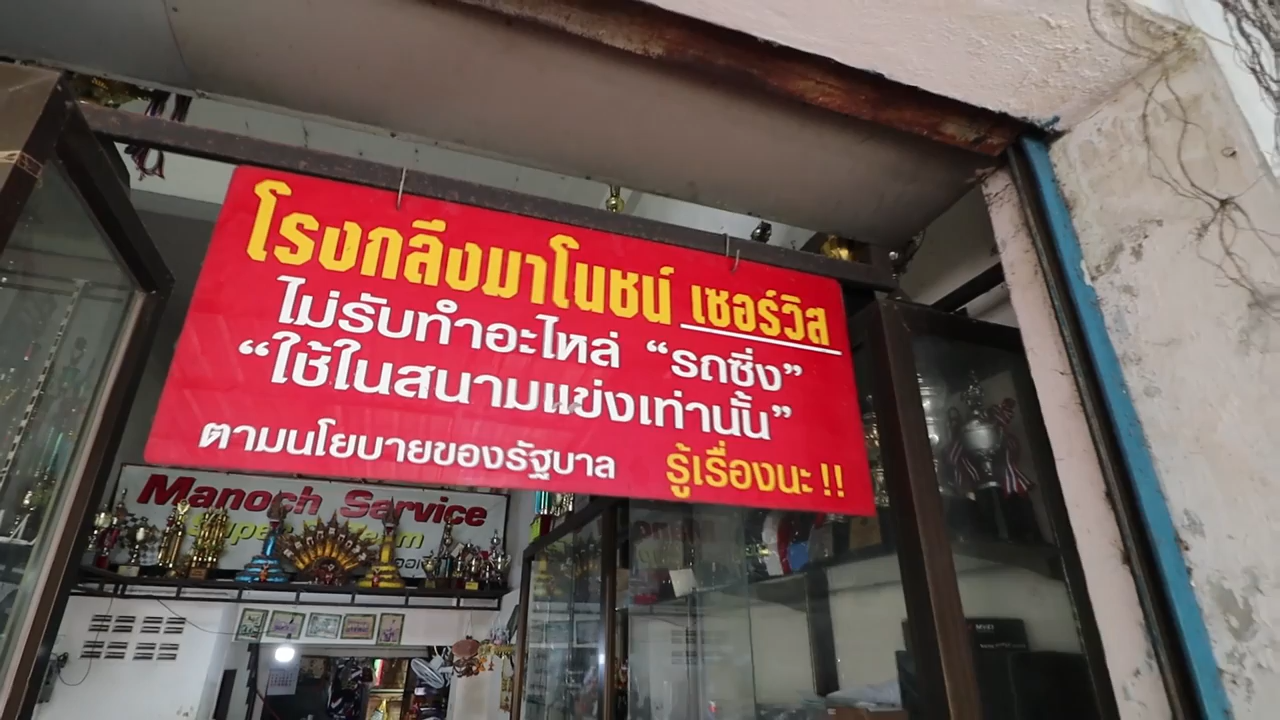 โรงกลึงมาโนชน์ เซอร์วิส
ไม่รับทำอะไหล่ “รถซิ่ง”
“ใช้ในสนามแข่งเท่านั้น”
ตามนโยบายของรัฐบาล รู้เรื่องนะ !!
Manoch Service